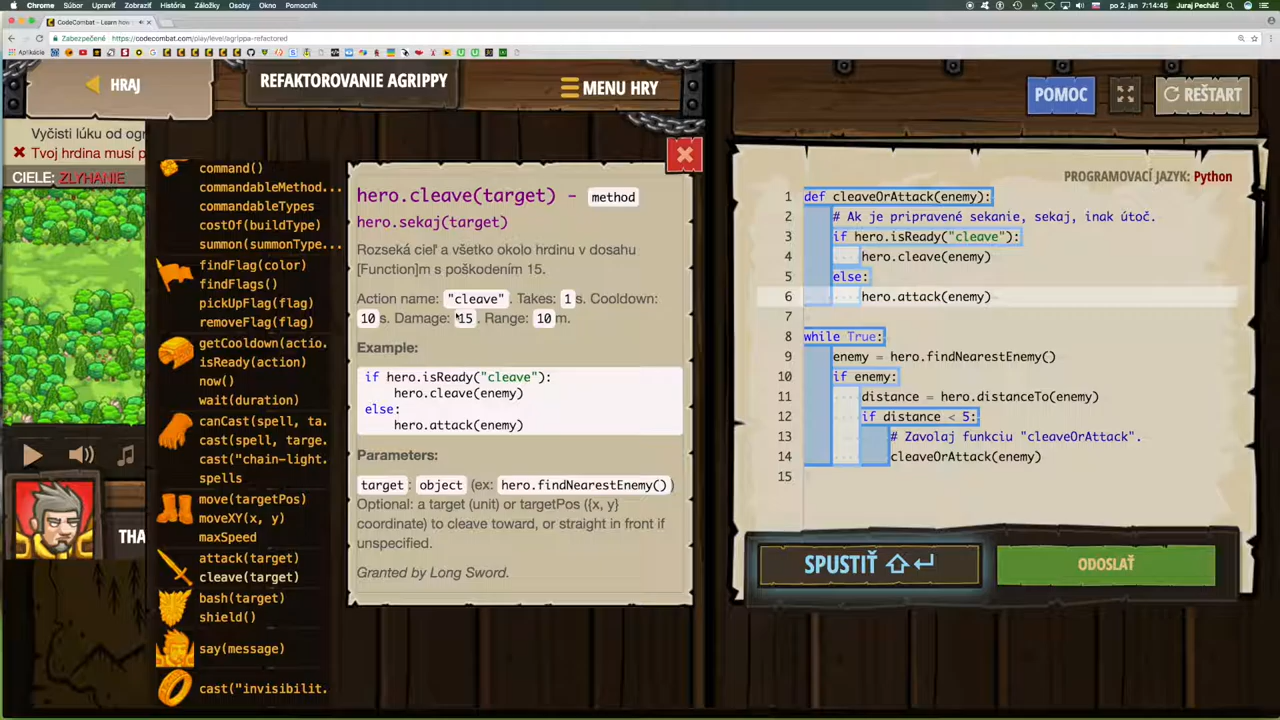 Chrome Súbor Upraviť Zobraziť História Záložky Osoby Okno Pomocník
po 2. jan 7:14:45 Juraj Pecháč
CodeCombat - Learn how
Zabezpečené https://codecombat.com/play/level/agrippa-refactored
Aplikácie
HRAJ
REFAKTOROVANIE AGRIPPY
MENU HRY
POMOC
REŠTART
Vyčisti lúku od ogr
Tvoj hrdina musí p
CIELE: ZLYHANIE
THA
command()
commandableMethod...
commandableTypes
costOf(buildType)
summon(summonType...
findFlag(color)
findFlags()
pickUpFlag(flag)
removeFlag(flag)
getCooldown(actio.
isReady(action)
now()
wait(duration)
canCast(spell, ta.
cast(spell, targe.
cast("chain-light.
spells
move(targetPos)
moveXY(x, y)
maxSpeed
attack(target)
cleave(target)
bash(target)
shield()
say(message)
cast("invisibilit.
hero.cleave(target) - method
hero.sekaj(target)
Rozseká cieľ a všetko okolo hrdinu v dosahu
[Function]m s poškodením 15.
Action name: "cleave". Takes: 1 s. Cooldown:
10 s. Damage: 15 . Range: 10 m.
Example:
if hero.isReady("cleave"):
hero.cleave(enemy)
else:
hero.attack(enemy)
Parameters:
target: object (ex: hero.findNearestEnemy())
Optional: a target (unit) or targetPos ({x, y}
coordinate) to cleave toward, or straight in front if
unspecified.
Granted by Long Sword.
PROGRAMOVACÍ JAZYK: Python
1 def cleaveOrAttack(enemy):
2 # Ak je pripravené sekanie, sekaj, inak útoč.
3 if hero.isReady("cleave"):
4 hero.cleave(enemy)
5 else:
6 hero.attack(enemy)
7
8 while True:
9 enemy = hero.findNearestEnemy()
10 if enemy:
11 distance = hero.distanceTo(enemy)
12 if distance < 5:
13 # Zavolaj funkciu "cleaveOrAttack".
14 cleaveOrAttack(enemy)
15
SPUSTIŤ
ODOSLAŤ